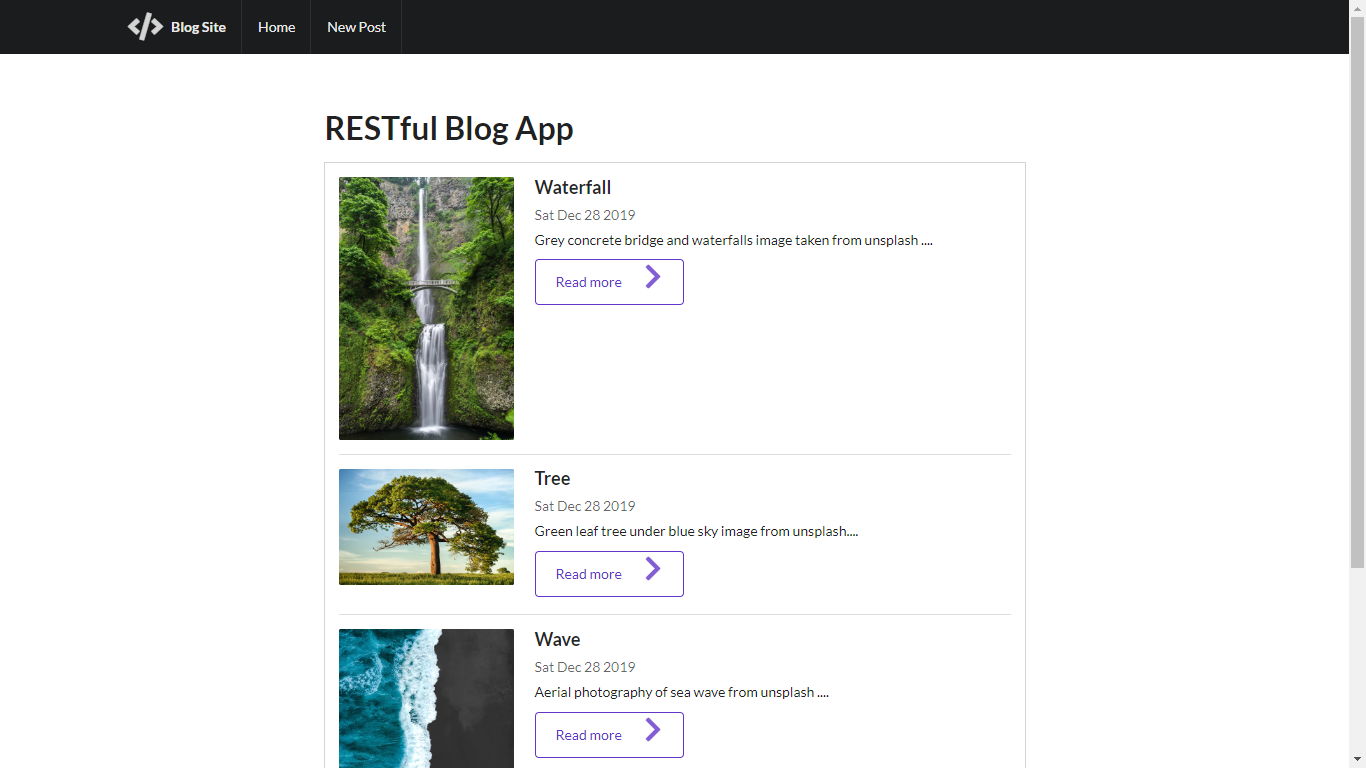 Blog Site
Home
New Post
RESTful Blog App
Waterfall
Sat Dec 28 2019
Grey concrete bridge and waterfalls image taken from unsplash ....
Read more
Tree
Sat Dec 28 2019
Green leaf tree under blue sky image from unsplash....
Read more
Wave
Sat Dec 28 2019
Aerial photography of sea wave from unsplash ....
Read more